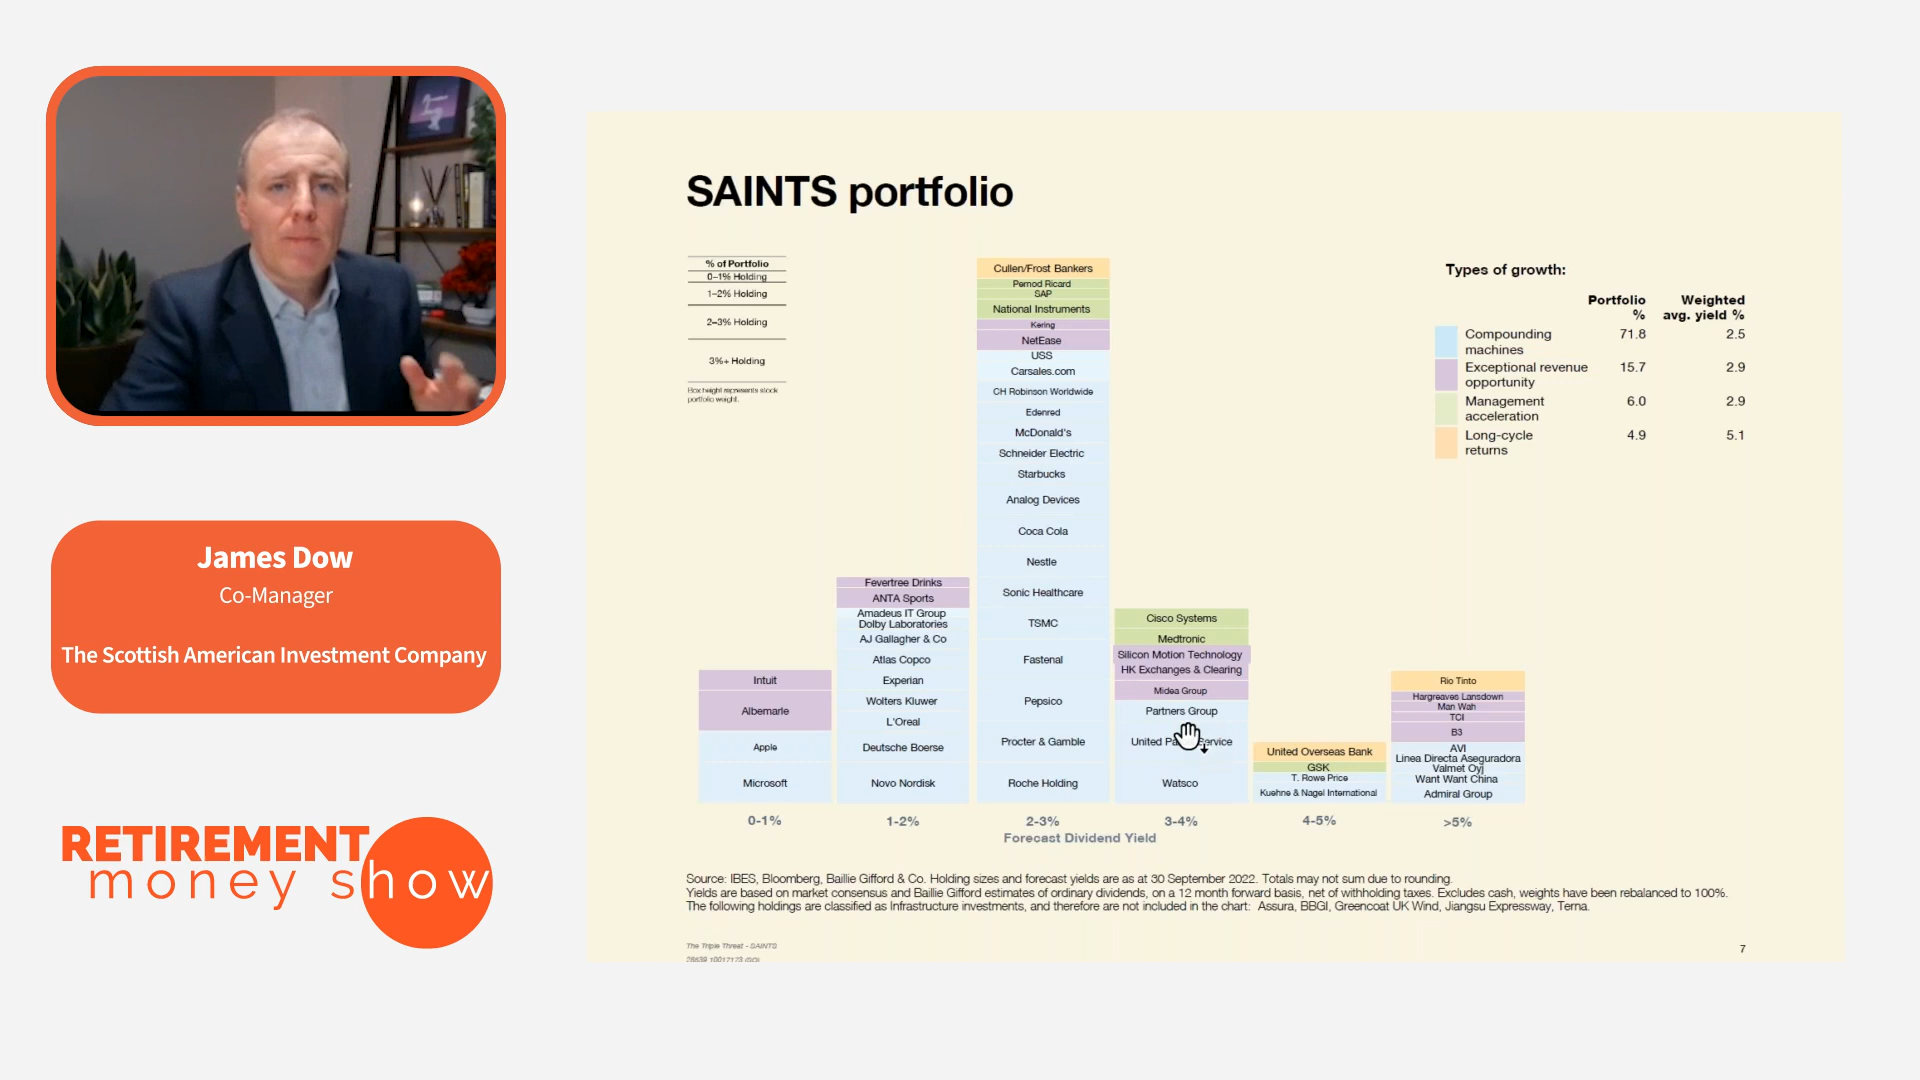 James Dow
Co-Manager
The Scottish American Investment Company
RETIREMENT
money show
SAINTS portfolio
% of Portfolio
0–1% Holding
1–2% Holding
2–3% Holding
3%+ Holding
Box height represents stock
portfolio weight.
Intuit
Albemarle
Apple
Microsoft
0-1%
Fevertree Drinks
ANTA Sports
Amadeus IT Group
Dolby Laboratories
AJ Gallagher & Co
Atlas Copco
Experian
Wolters Kluwer
L'Oreal
Deutsche Boerse
Novo Nordisk
1-2%
Cullen/Frost Bankers
Pernod Ricard
SAP
National Instruments
Kering
NetEase
USS
Carsales.com
CH Robinson Worldwide
Edenred
McDonald's
Schneider Electric
Starbucks
Analog Devices
Coca Cola
Nestle
Sonic Healthcare
TSMC
Fastenal
Pepsico
Procter & Gamble
Roche Holding
2-3%
Cisco Systems
Medtronic
Silicon Motion Technology
HK Exchanges & Clearing
Midea Group
Partners Group
United Service
Watsco
3-4%
United Overseas Bank
GSK
T. Rowe Price
Kuehne & Nagel International
4-5%
Rio Tinto
Hargreaves Lansdown
Man Wah
TCI
B3
AVI
Linea Directa Aseguradora
Valmet Oyj
Want Want China
Admiral Group
>5%
Forecast Dividend Yield
Types of growth:
Portfolio Weighted
% avg. yield %
Compounding 71.8 2.5
machines
Exceptional revenue 15.7 2.9
opportunity
Management 6.0 2.9
acceleration
Long-cycle 4.9 5.1
returns
Source: IBES, Bloomberg, Baillie Gifford & Co. Holding sizes and forecast yields are as at 30 September 2022. Totals may not sum due to rounding.
Yields are based on market consensus and Baillie Gifford estimates of ordinary dividends, on a 12 month forward basis, net of withholding taxes. Excludes cash, weights have been rebalanced to 100%.
The following holdings are classified as Infrastructure investments, and therefore are not included in the chart: Assura, BBGI, Greencoat UK Wind, Jiangsu Expressway, Terna.
The Triple Threat - SAINTS
7